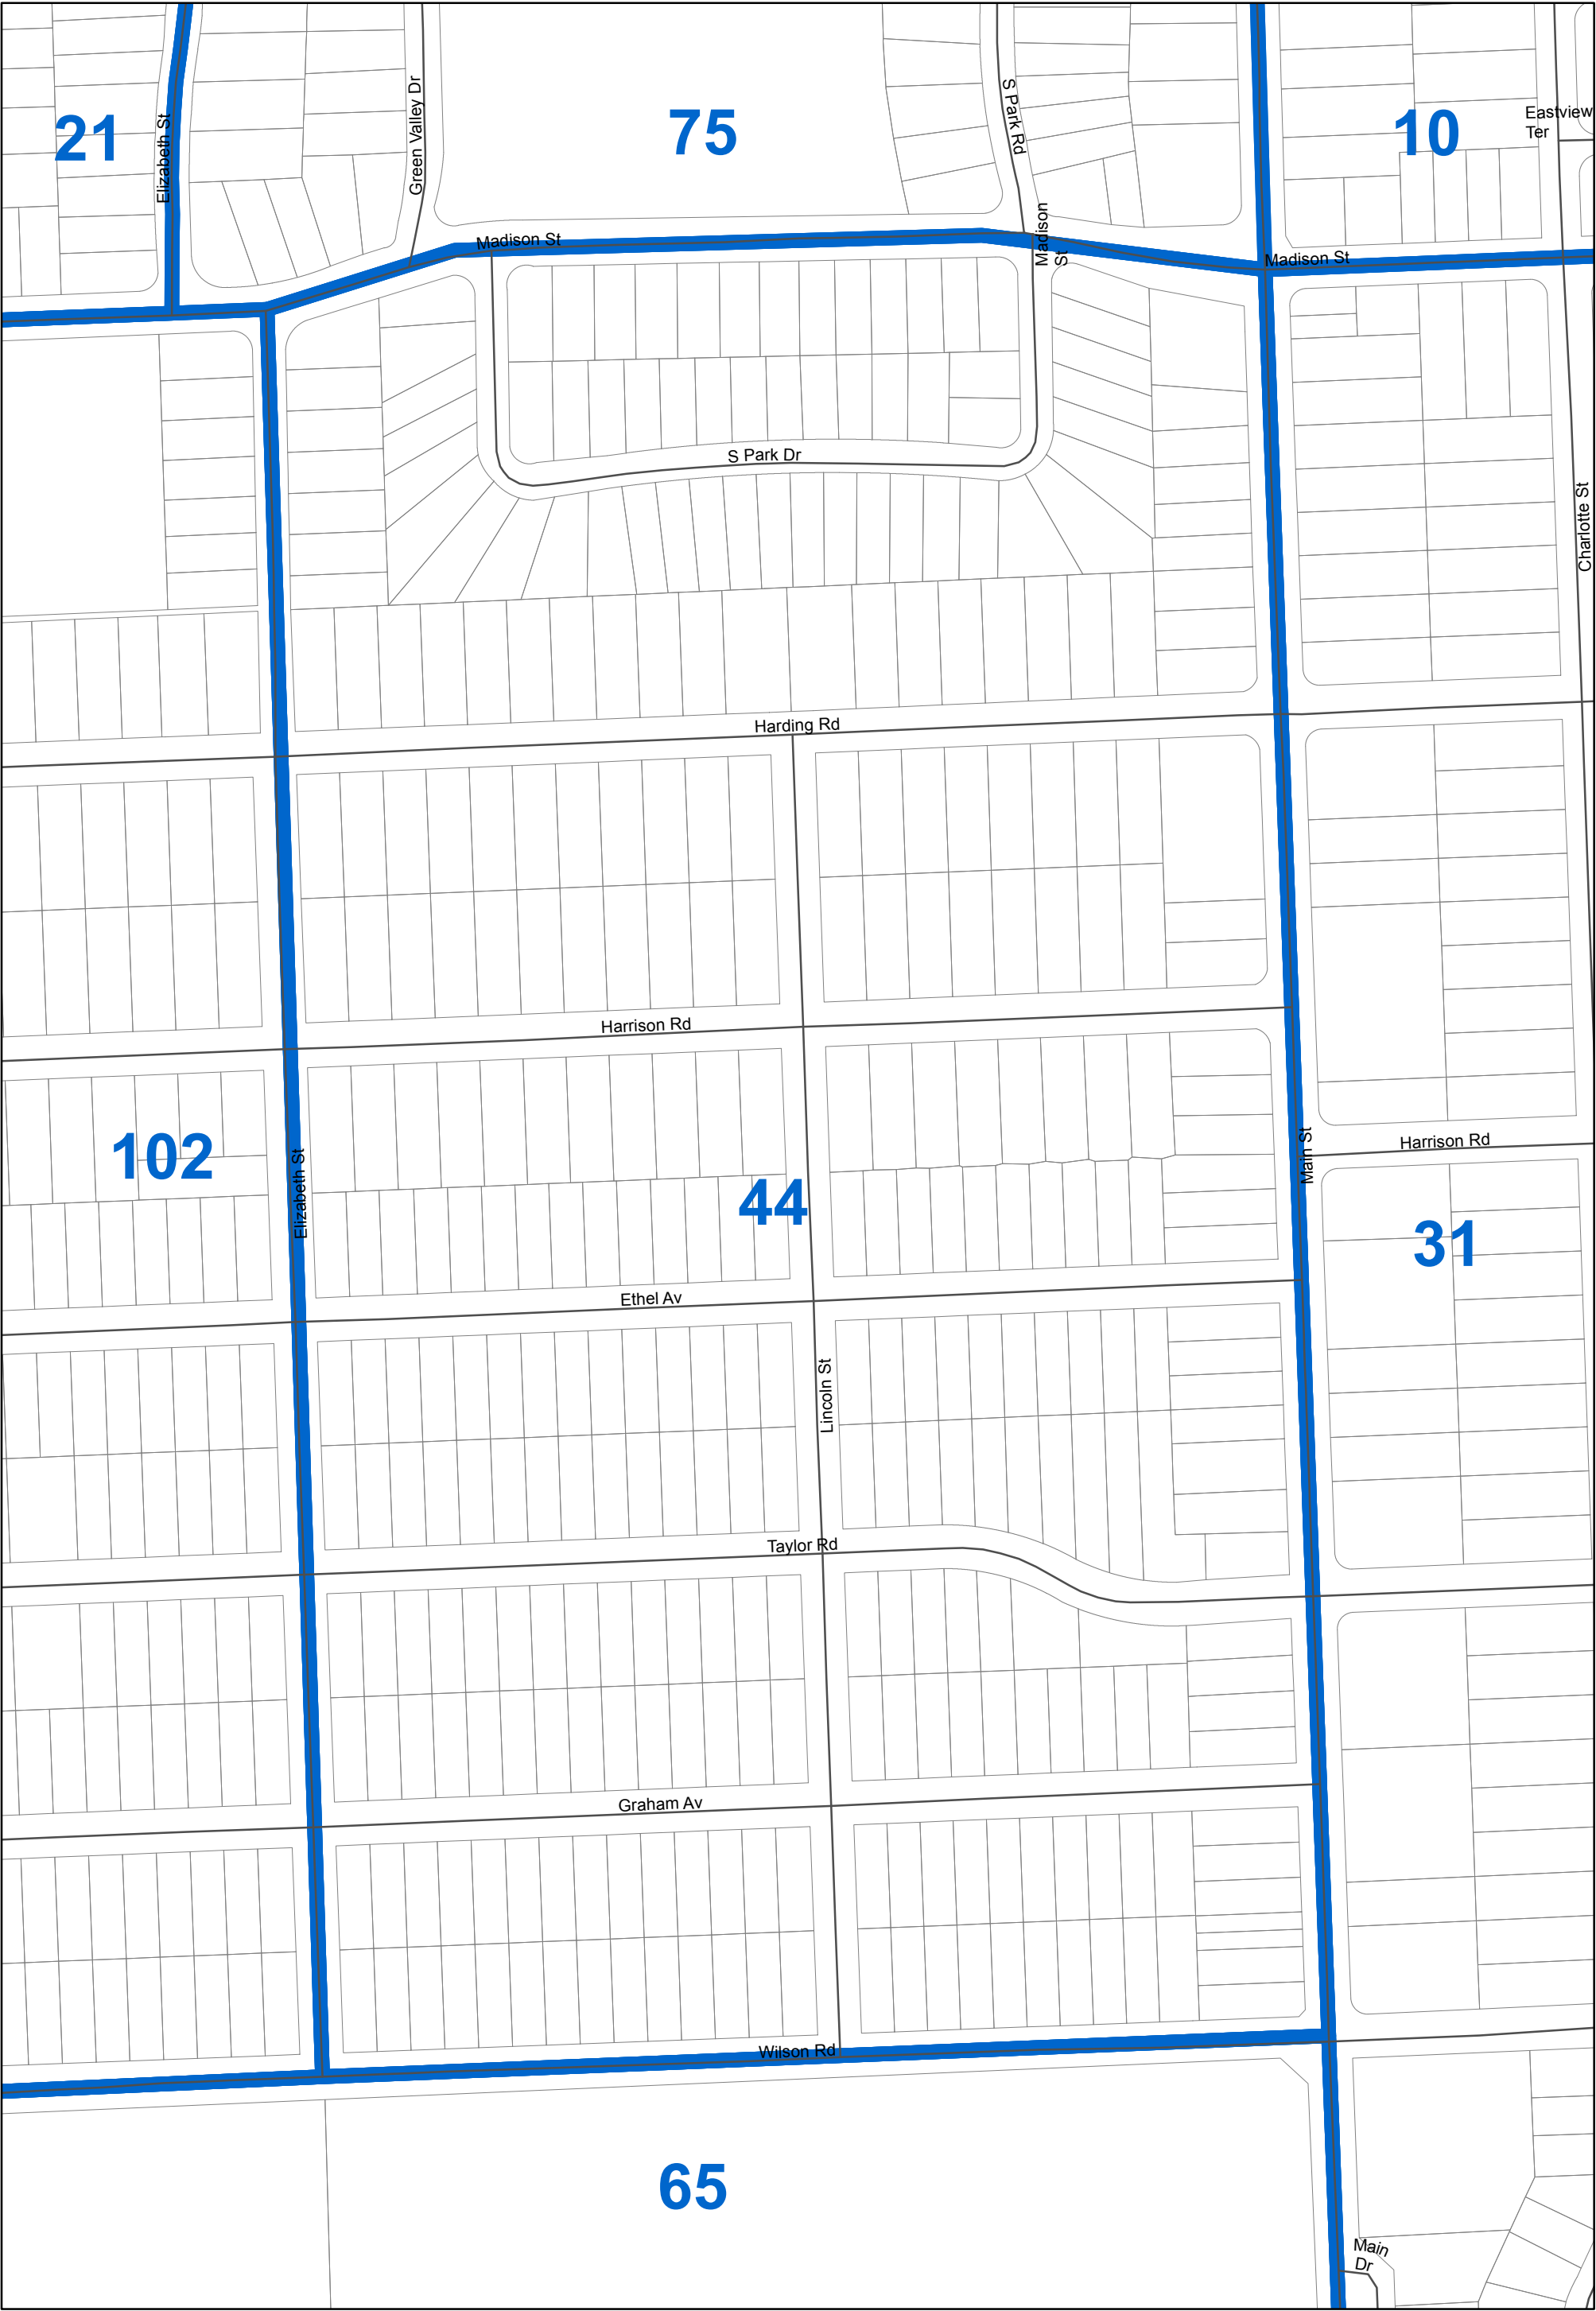 21
Elizabeth St
Green Valley Dr
75
S Park Rd
10
Eastview
Ter
Madison St
Madison
St
Madison St
S Park Dr
Charlotte St
Harding Rd
Harrison Rd
102
Elizabeth St
44
Main St
Harrison Rd
31
Ethel Av
Lincoln St
Taylor Rd
Graham Av
Wilson Rd
65
Main
Dr